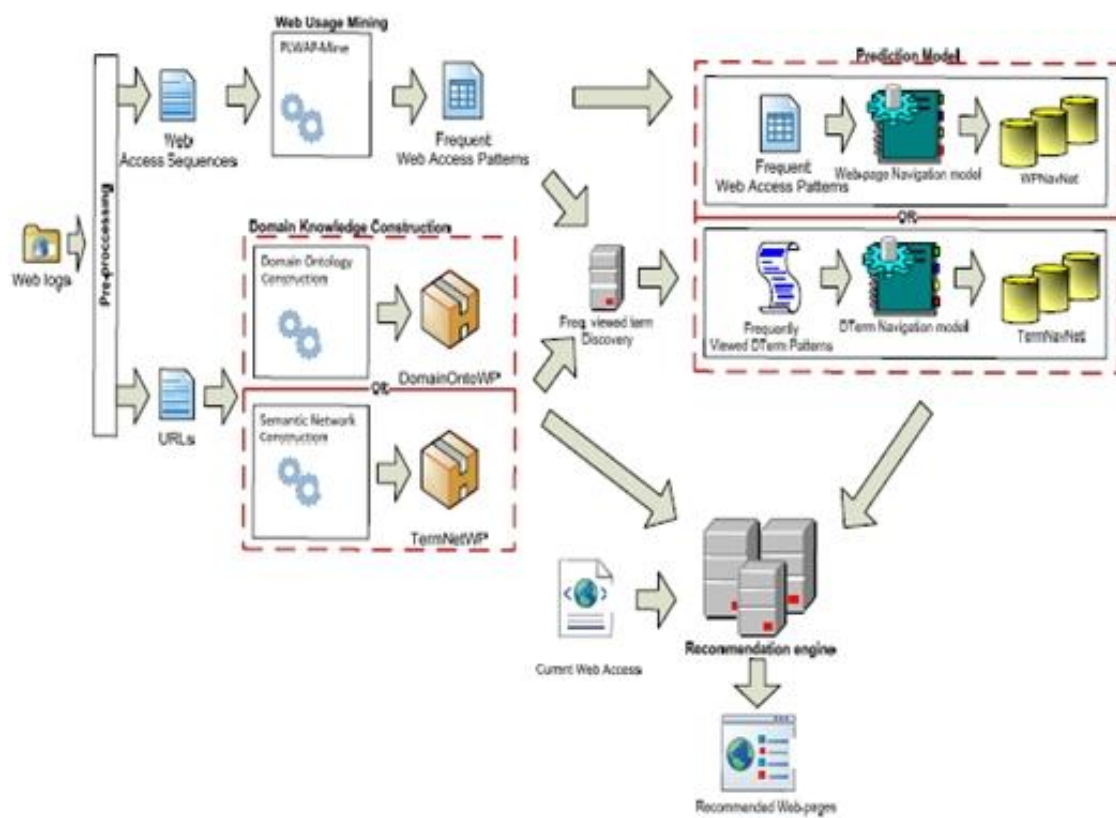 Web Usage Mining
PLWAP-Mine
Web
Access Sequences
Frequent
Web Access Patterns
Prediction Model
Frequent
Web Access Patterns
Web-page Navigation model
WPNavNet
OR
Frequently
Viewed DTerm Patterns
DTerm Navigation model
TermNavNet
Web logs
Pre-proccessing
Domain Knowledge Construction
Domain Ontology
Construction
DomainOntoWP
OR
Semantic Network
Construction
TermNetWP
URLs
Freq. viewed term
Discovery
Current Web Access
Recommendation engine
Recommended Web-pages